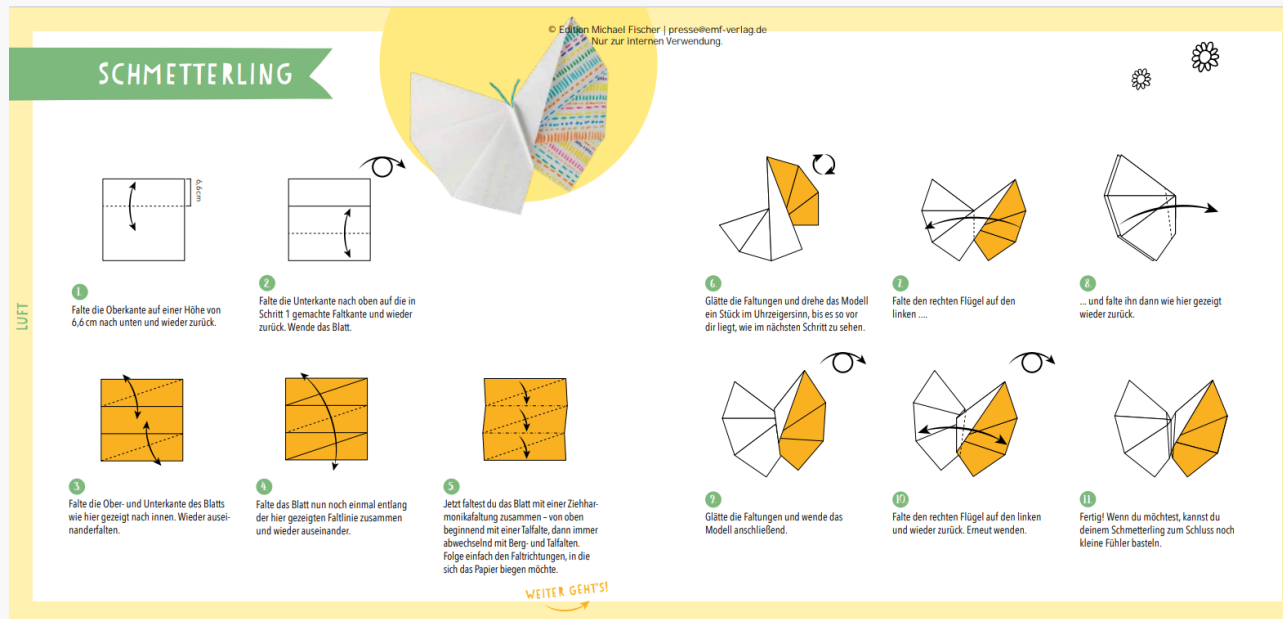 © Edition Michael Fischer | presse@emf-verlag.de
Nur zur internen Verwendung.
SCHMETTERLING
LUFT
6,6cm
1
Falte die Oberkante auf einer Höhe von
6,6 cm nach unten und wieder zurück.
2
Falte die Unterkante nach oben auf die in
Schritt 1 gemachte Faltkante und wieder
zurück. Wende das Blatt.
3
Falte die Ober- und Unterkante des Blatts
wie hier gezeigt nach innen. Wieder ausei-
nanderfalten.
4
Falte das Blatt nun noch einmal entlang
der hier gezeigten Faltlinie zusammen
und wieder auseinander.
5
Jetzt faltest du das Blatt mit einer Ziehhar-
monikafaltung zusammen – von oben
beginnend mit einer Talfalte, dann immer
abwechselnd mit Berg- und Talfalten.
Folge einfach den Faltrichtungen, in die
sich das Papier biegen möchte.
WEITER GEHT'S!
6
Glätte die Faltungen und drehe das Modell
ein Stück im Uhrzeigersinn, bis es so vor
dir liegt, wie im nächsten Schritt zu sehen.
7
Falte den rechten Flügel auf den
linken ....
8
... und falte ihn dann wie hier gezeigt
wieder zurück.
9
Glätte die Faltungen und wende das
Modell anschließend.
10
Falte den rechten Flügel auf den linken
und wieder zurück. Erneut wenden.
11
Fertig! Wenn du möchtest, kannst du
deinem Schmetterling zum Schluss noch
kleine Fühler basteln.